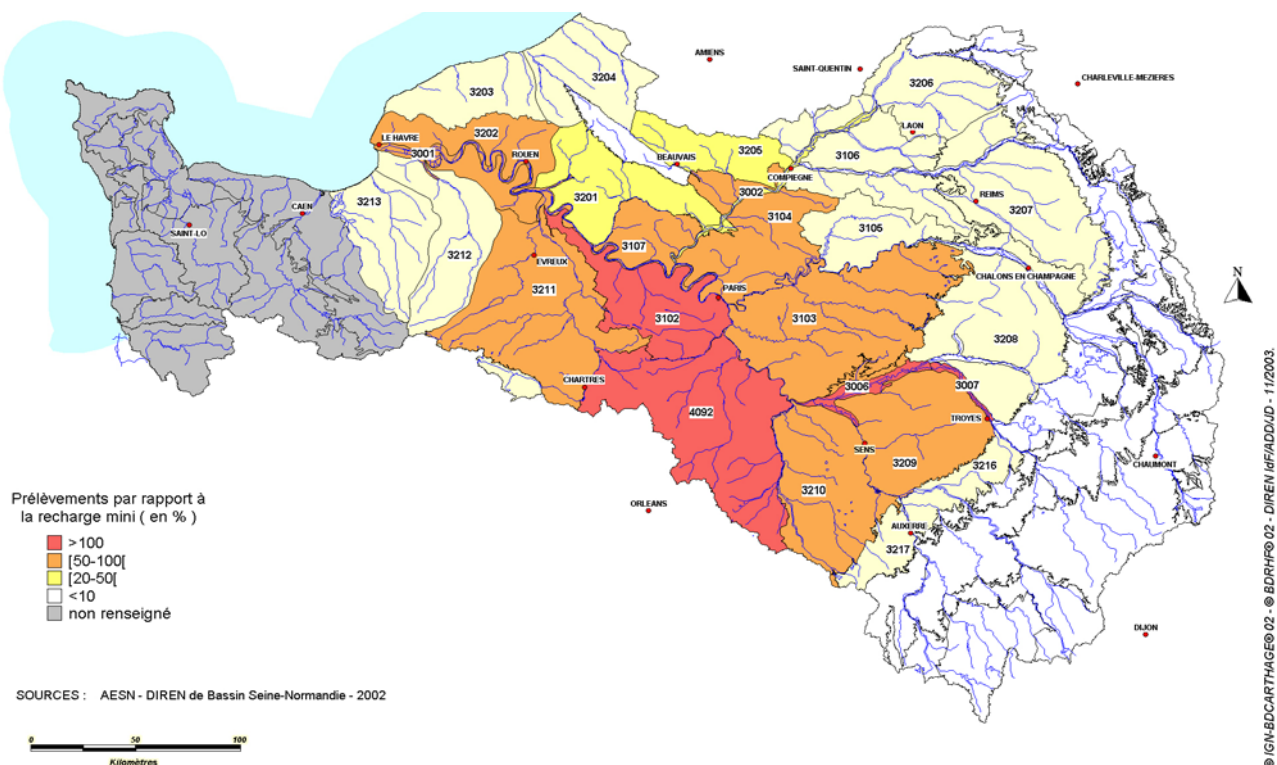 AMIENS
SAINT-QUENTIN
CHARLEVILLE-MEZIERES
3204
3203
3206
LE HAVRE
3202
LAON
3001
ROUEN
BEAUVAIS
3205
3106
COMPIEGNE
3002
REIMS
3213
CAEN
3201
3207
SAINT-LO
3104
3105
3107
3212
EVREUX
CHALONS EN CHAMPAGNE
N
3211
PARIS
3102
3103
3208
CHARTRES
3006
3007
4092
TROYES
SENS
3209
3216
CHAUMONT
3210
ORLEANS
AUXERRE
3217
DIJON
Prélèvements par rapport à
la recharge mini ( en % )
>100
[50-100[
[20-50[
<10
non renseigné
SOURCES : AESN - DIREN de Bassin Seine-Normandie - 2002
0 50 100
Kilomètres
© IGN-BDCARTHAGE® 02 - © BDRHF® 02 - DIREN IdF/ADD/JD - 11/2003.